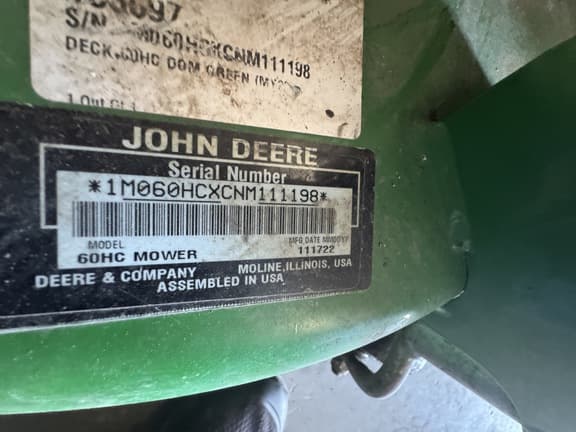 S/N
060HCXCNM111198
DECK,60HC DOM GREEN
JOHN DEERE
Serial Number
*1M060HCXCNM111198*
MODEL
60HC MOWER
MFG DATE
111722
DEERE & COMPANY
MOLINE, ILLINOIS, USA
ASSEMBLED IN USA